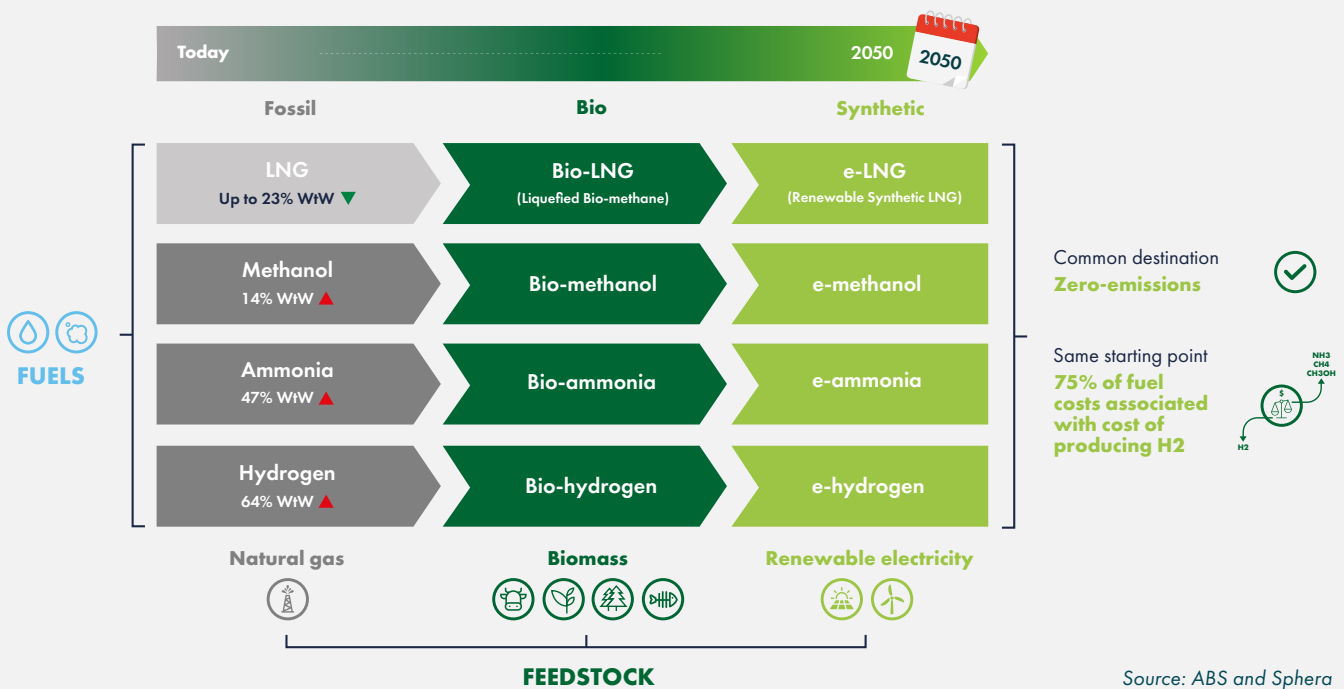 Today
2050
2050
Fossil
Bio
Synthetic
LNG
Up to 23% WtW
Bio-LNG
(Liquefied Bio-methane)
e-LNG
(Renewable Synthetic LNG)
Methanol
14% WtW
Bio-methanol
e-methanol
Ammonia
47% WtW
Bio-ammonia
e-ammonia
Hydrogen
64% WtW
Bio-hydrogen
e-hydrogen
FUELS
Common destination
Zero-emissions
Same starting point
75% of fuel
costs associated
with cost of
producing H2
NH3
CH4
CH3OH
$
H2
Natural gas
Biomass
Renewable electricity
FEEDSTOCK
Source: ABS and Sphera